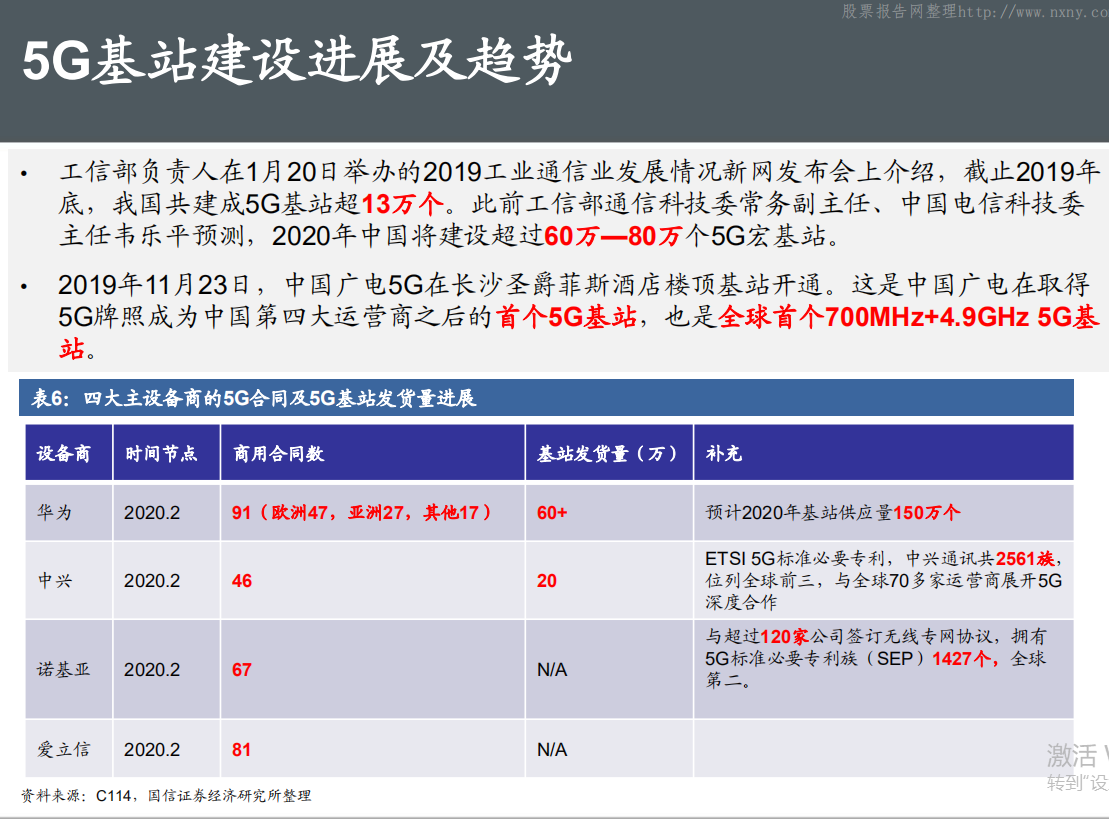 股票报告网整理http://www.nxny.co
5G基站建设进展及趋势
• 工信部负责人在1月20日举办的2019工业通信业发展情况新网发布会上介绍，截止2019年
底，我国共建成5G基站超13万个。此前工信部通信科技委常务副主任、中国电信科技委
主任韦乐平预测，2020年中国将建设超过60万—80万个5G宏基站。
• 2019年11月23日，中国广电5G在长沙圣爵菲斯酒店楼顶基站开通。这是中国广电在取得
5G牌照成为中国第四大运营商之后的首个5G基站，也是全球首个700MHz+4.9GHz 5G基
站。
表6：四大主设备商的5G合同及5G基站发货量进展
设备商 时间节点 商用合同数 基站发货量（万） 补充
华为 2020.2 91（欧洲47，亚洲27，其他17） 60+ 预计2020年基站供应量150万个
中兴 2020.2 46 20 ETSI 5G标准必要专利，中兴通讯共2561族，
位列全球前三，与全球70多家运营商展开5G
深度合作
诺基亚 2020.2 67 N/A 与超过120家公司签订无线专网协议，拥有
5G标准必要专利族（SEP）1427个，全球
第二。
爱立信 2020.2 81 N/A
激活
转到“设
资料来源：C114，国信证券经济研究所整理